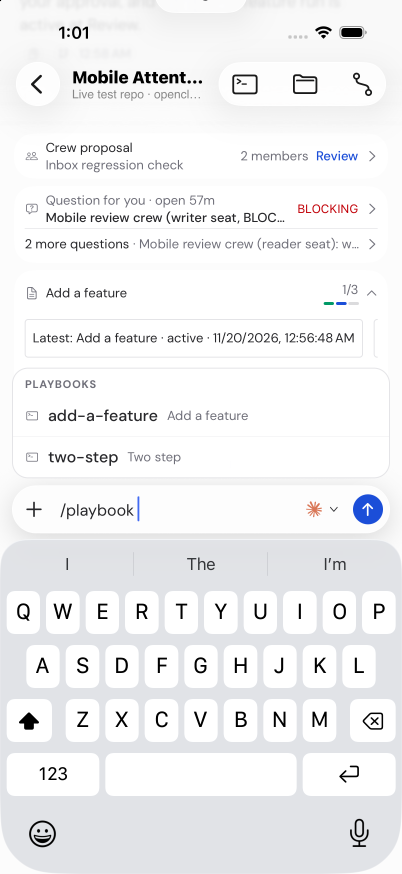 1:01
Mobile Attent...
Live test repo · opencl...
Crew proposal
Inbox regression check
2 members Review
Question for you · open 57m
Mobile review crew (writer seat, BLOC...
BLOCKING
2 more questions · Mobile review crew (reader seat): w...
Add a feature
1/3
Latest: Add a feature · active · 11/20/2026, 12:56:48 AM
PLAYBOOKS
add-a-feature Add a feature
two-step Two step
/playbook
I The I'm
Q W E R T Y U I O P
A S D F G H J K L
Z X C V B N M
123